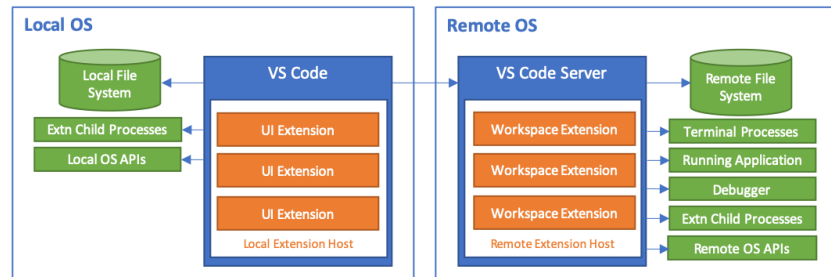 Local OS
Local File
System
Extn Child Processes
Local OS APIs
VS Code
UI Extension
UI Extension
UI Extension
Local Extension Host
Remote OS
VS Code Server
Workspace Extension
Workspace Extension
Workspace Extension
Remote Extension Host
Remote File
System
Terminal Processes
Running Application
Debugger
Extn Child Processes
Remote OS APIs